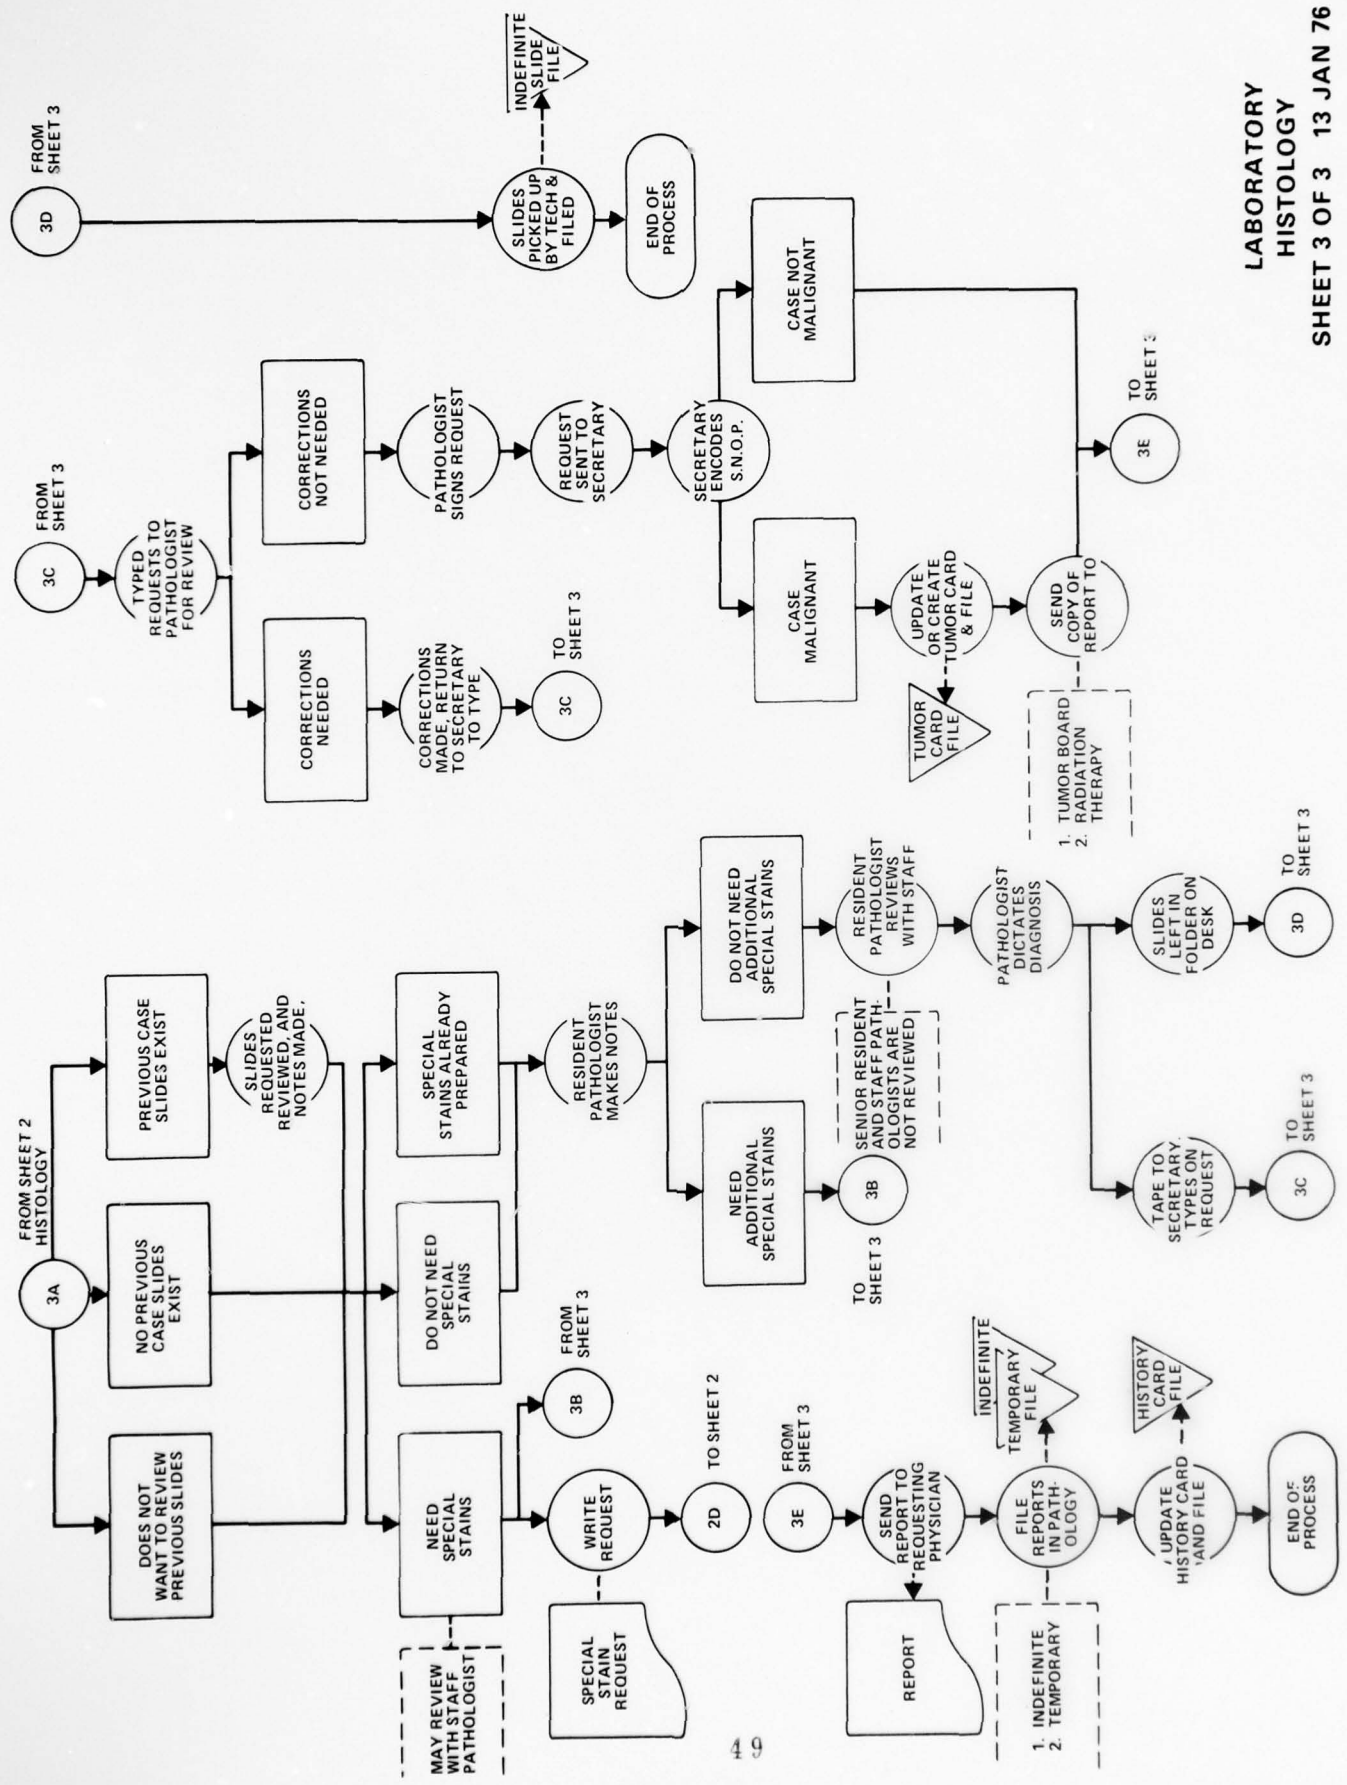 FROM SHEET 2
HISTOLOGY
3A
DOES NOT
WANT TO REVIEW
PREVIOUS SLIDES
NO PREVIOUS
CASE SLIDES
EXIST
PREVIOUS CASE
SLIDES EXIST
SLIDES
REQUESTED
REVIEWED, AND
NOTES MADE.
MAY REVIEW
WITH STAFF
PATHOLOGIST
NEED
SPECIAL
STAINS
DO NOT NEED
SPECIAL
STAINS
SPECIAL
STAINS ALREADY
PREPARED
3B
FROM
SHEET 3
SPECIAL
STAIN
REQUEST
WRITE
REQUEST
2D
TO SHEET 2
RESIDENT
PATHOLOGIST
MAKES NOTES
NEED
ADDITIONAL
SPECIAL STAINS
DO NOT NEED
ADDITIONAL
SPECIAL STAINS
TO
SHEET 3
3B
SENIOR RESIDENT
AND STAFF PATH-
OLOGISTS ARE
NOT REVIEWED
RESIDENT
PATHOLOGIST
REVIEWS
WITH STAFF
PATHOLOGIST
DICTATES
DIAGNOSIS
TAPE TO
SECRETARY,
TYPES ON
REQUEST
3C
TO
SHEET 3
SLIDES
LEFT IN
FOLDER ON
DESK
3D
TO
SHEET 3
3E
FROM
SHEET 3
SEND
REPORT TO
REQUESTING
PHYSICIAN
REPORT
FILE
REPORTS
IN PATH-
OLOGY
1. INDEFINITE
2. TEMPORARY
INDEFINITE
TEMPORARY
FILE
UPDATE
HISTORY CARD
AND FILE
HISTORY
CARD
FILE
END OF
PROCESS
3C
FROM
SHEET 3
TYPED
REQUESTS TO
PATHOLOGIST
FOR REVIEW
CORRECTIONS
NEEDED
CORRECTIONS
MADE, RETURN
TO SECRETARY
TO TYPE
3C
TO
SHEET 3
CORRECTIONS
NOT NEEDED
PATHOLOGIST
SIGNS REQUEST
REQUEST
SENT TO
SECRETARY
SECRETARY
ENCODES
S.N.O.P.
CASE
MALIGNANT
CASE NOT
MALIGNANT
UPDATE
OR CREATE
TUMOR CARD
& FILE
TUMOR
CARD
FILE
SEND
COPY OF
REPORT TO
1. TUMOR BOARD
2. RADIATION
THERAPY
3E
TO
SHEET 3
3D
FROM
SHEET 3
SLIDES
PICKED UP
BY TECH &
FILED
INDEFINITE
SLIDE
FILE
END OF
PROCESS
LABORATORY
HISTOLOGY
SHEET 3 OF 3 13 JAN 76
49